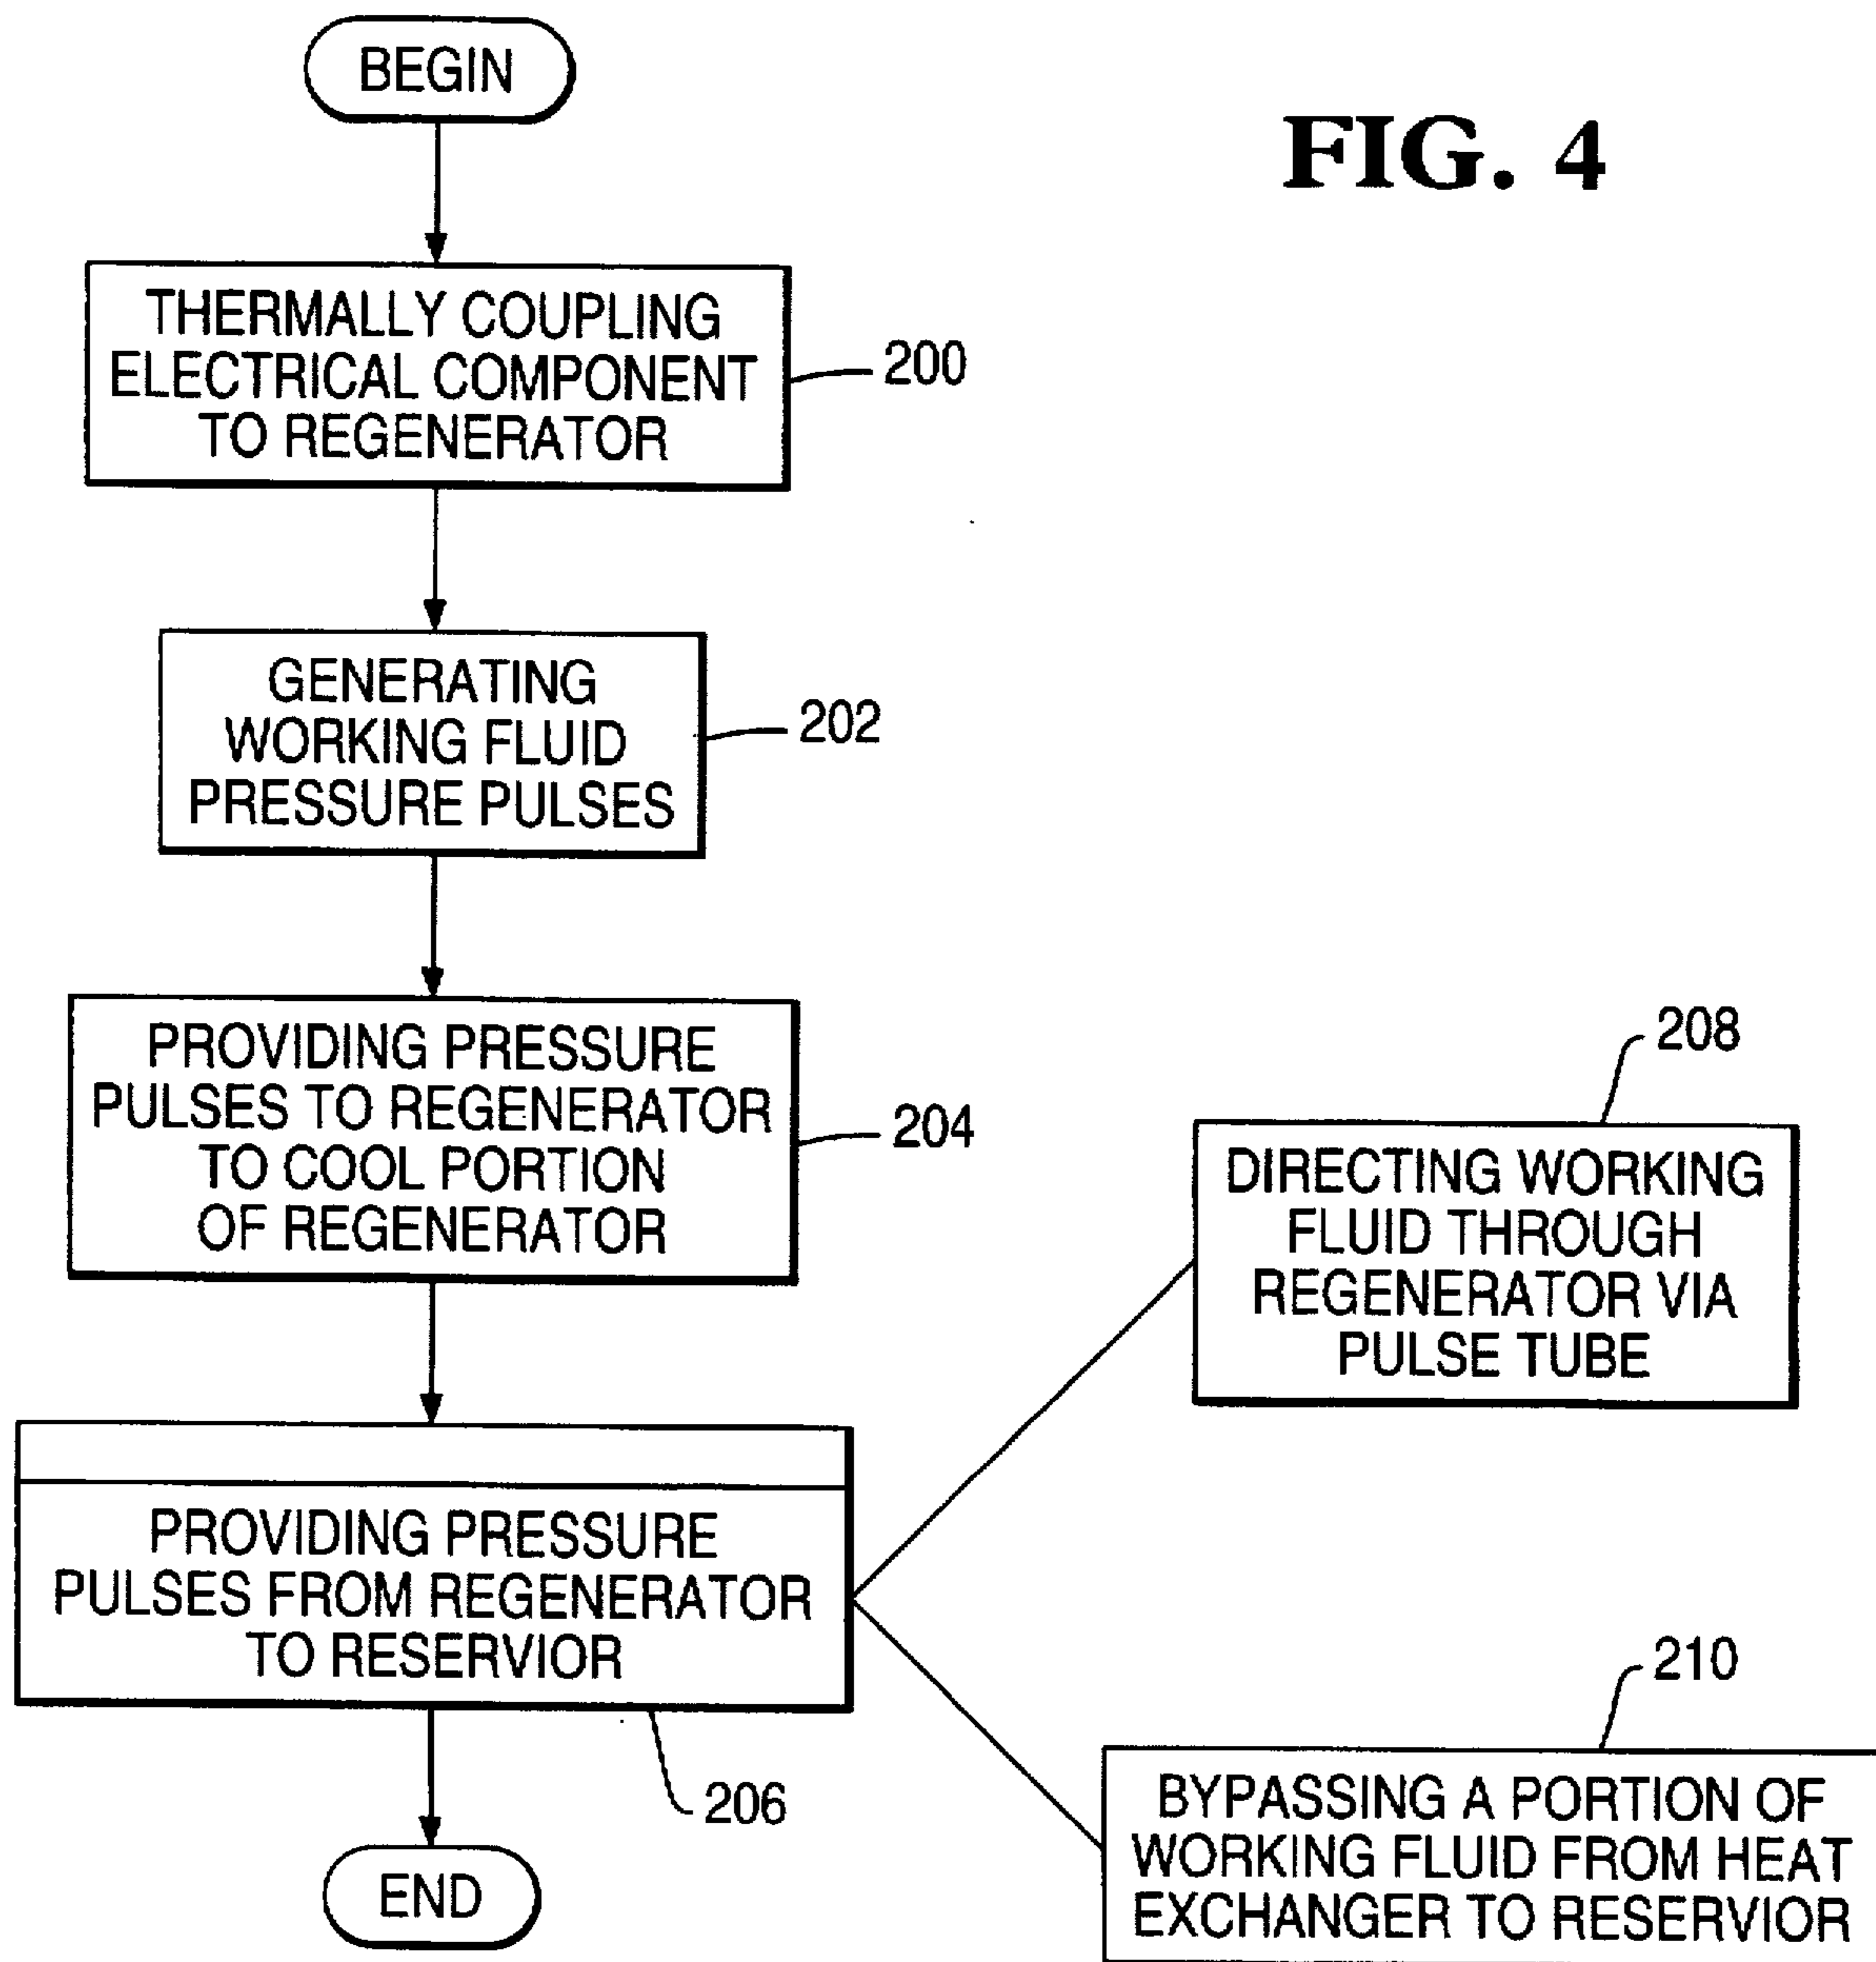 BEGIN
FIG. 4
THERMALLY COUPLING
ELECTRICAL COMPONENT
TO REGENERATOR
200
GENERATING
WORKING FLUID
PRESSURE PULSES
202
PROVIDING PRESSURE
PULSES TO REGENERATOR
TO COOL PORTION
OF REGENERATOR
204
PROVIDING PRESSURE
PULSES FROM REGENERATOR
TO RESERVIOR
206
208
DIRECTING WORKING
FLUID THROUGH
REGENERATOR VIA
PULSE TUBE
210
BYPASSING A PORTION OF
WORKING FLUID FROM HEAT
EXCHANGER TO RESERVIOR
END